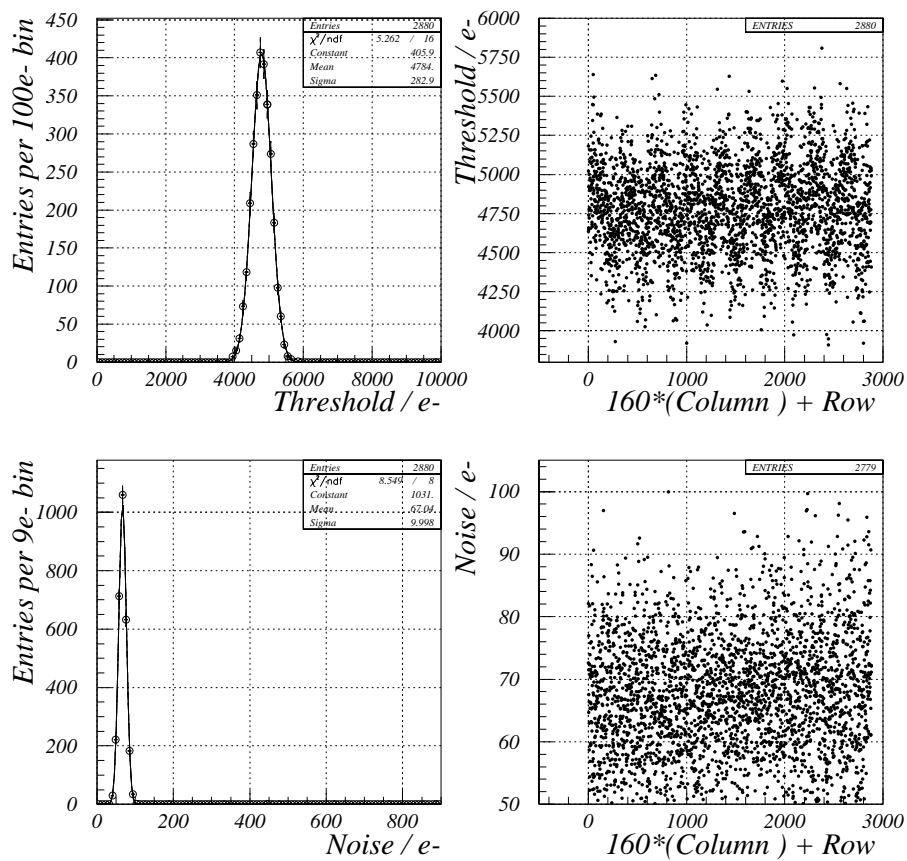 Entries per 100e- bin
450
400
350
300
250
200
150
100
50
0
0 2000 4000 6000 8000 10000
Threshold / e-
Entries 2880
χ²/ndf 5.262 / 16
Constant 405.9
Mean 4784.
Sigma 282.9
Threshold / e-
6000
5750
5500
5250
5000
4750
4500
4250
4000
0 1000 2000 3000
160*(Column ) + Row
ENTRIES 2880
Entries per 9e- bin
1000
800
600
400
200
0
0 200 400 600 800
Noise / e-
Entries 2880
χ²/ndf 8.549 / 8
Constant 1031.
Mean 67.04
Sigma 9.998
Noise / e-
100
90
80
70
60
50
0 1000 2000 3000
160*(Column ) + Row
ENTRIES 2779